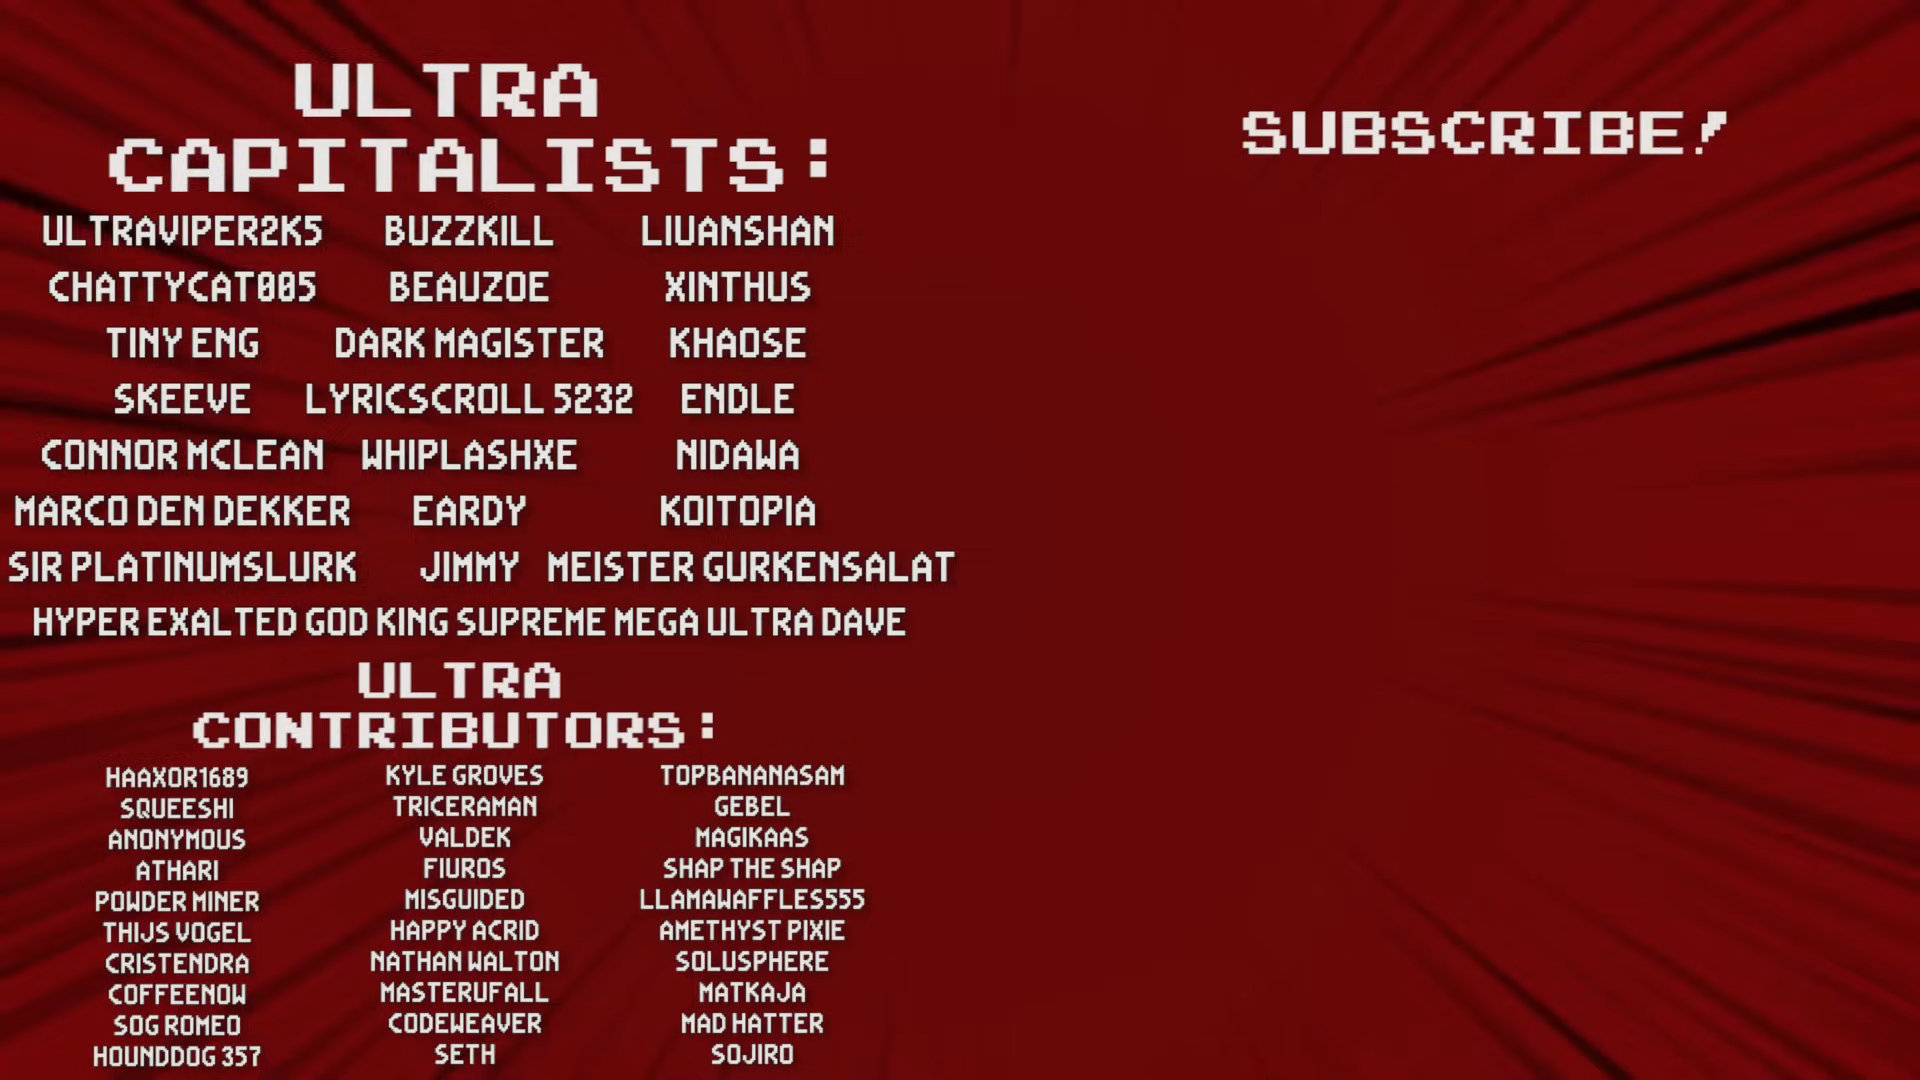 ULTRA
CAPITALISTS:
ULTRAVIPER2K5 BUZZKILL LIUANSHAN
CHATTYCAT005 BEAUZOE XINTHUS
TINY ENG DARK MAGISTER KHAOSE
SKEEVE LYRICSCROLL 5232 ENDLE
CONNOR MCLEAN WHIPLASHXE NIDAWA
MARCO DEN DEKKER EARDY KOITOPIA
SIR PLATINUMSLURK JIMMY MEISTER GURKENSALAT
HYPER EXALTED GOD KING SUPREME MEGA ULTRA DAVE
ULTRA
CONTRIBUTORS:
HAAXOR1689 KYLE GROVES TOPBANANASAM
SQUEESHI TRICERAMAN GEBEL
ANONYMOUS VALDEK MAGIKAAS
ATHARI FIUROS SHAP THE SHAP
POWDER MINER MISGUIDED LLAMAWAFFLES555
THIJS VOGEL HAPPY ACRID AMETHYST PIXIE
CRISTENDRA NATHAN WALTON SOLUSPHERE
COFFEENOW MASTERUFALL MATKAJA
SOG ROMEO CODEWEAVER MAD HATTER
HOUNDDOG 357 SETH SOJIRO
SUBSCRIBE!